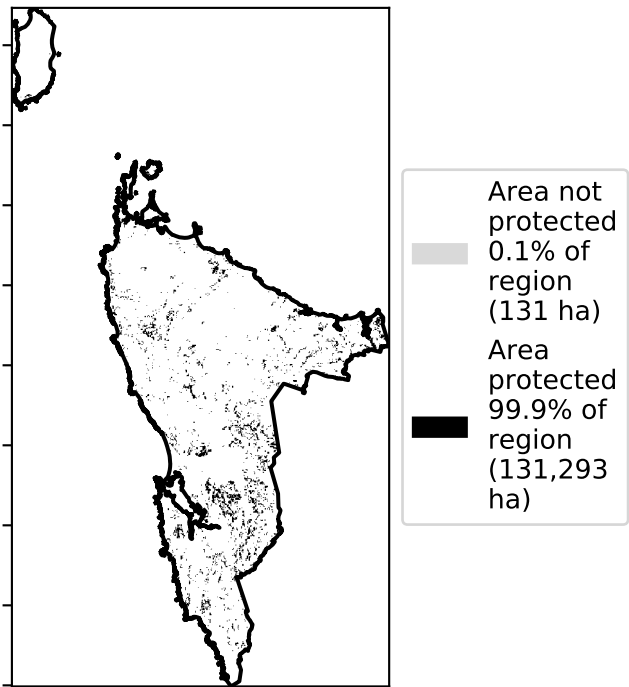 Area not
protected
0.1% of
region
(131 ha)
Area
protected
99.9% of
region
(131,293
ha)